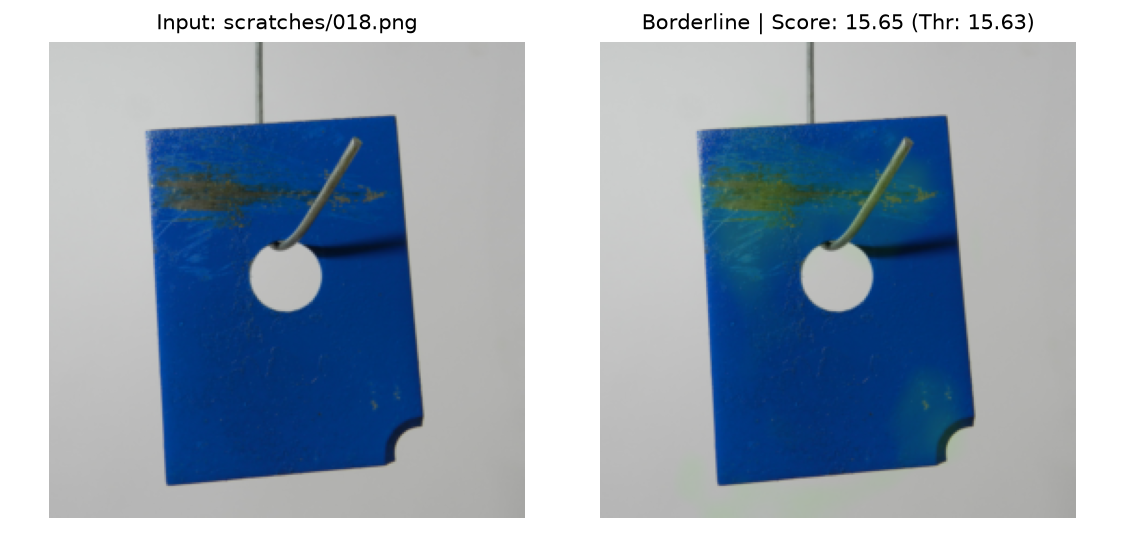 Input: scratches/018.png
Borderline | Score: 15.65 (Thr: 15.63)